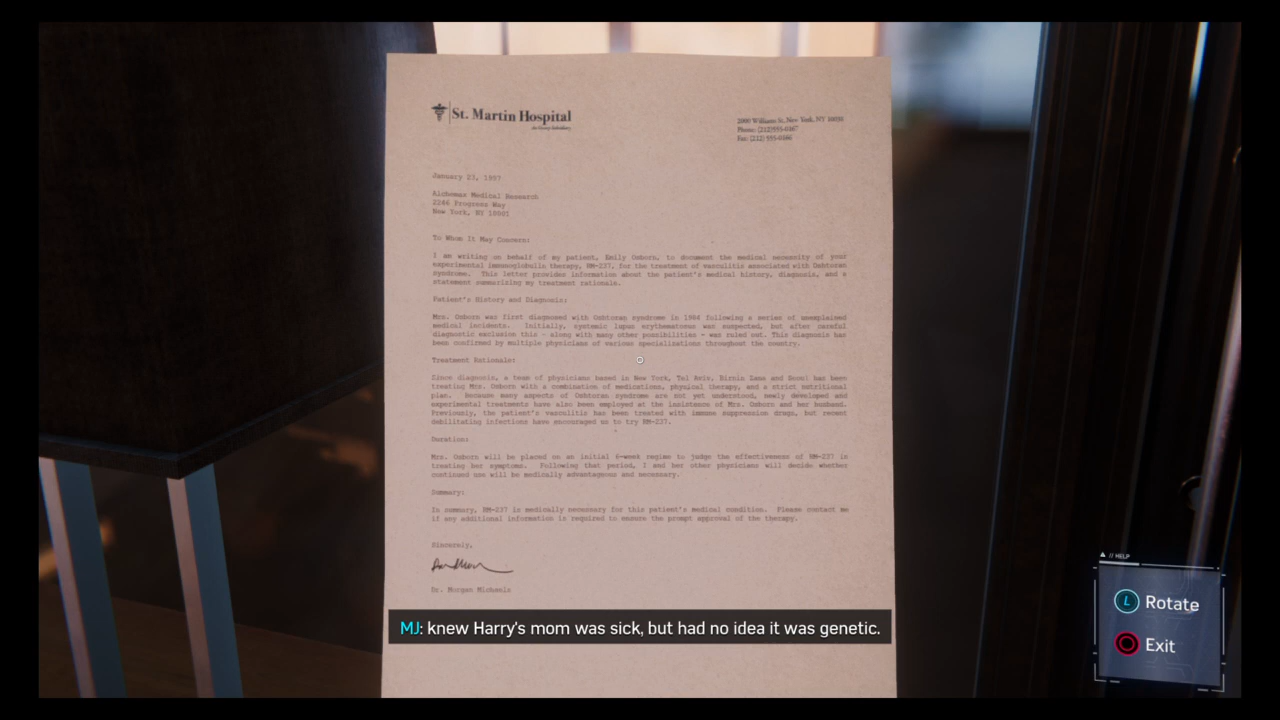 St. Martin Hospital
2000 Williams St. New York, NY 10038
Phone: (212)555-0167
Fax: (212) 555-0166
January 23, 1997
Alchemax Medical Research
2246 Progress Way
New York, NY 10001
To Whom It May Concern:
I am writing on behalf of my patient, Emily Osborn, to document the medical necessity of your
experimental immunoglobulin therapy, RM-237, for the treatment of vasculitis associated with Oshtoran
syndrome. This letter provides information about the patient's medical history, diagnosis, and a
statement summarizing my treatment rationale.
Patient's History and Diagnosis:
Mrs. Osborn was first diagnosed with Oshtoran syndrome in 1984 following a series of unexplained
medical incidents. Initially, systemic lupus erythematosus was suspected, but after careful
diagnostic exclusion this - along with many other possibilities - was ruled out. This diagnosis has
been confirmed by multiple physicians of various specializations throughout the country.
Treatment Rationale:
Since diagnosis, a team of physicians based in New York, Tel Aviv, Birnin Zana and Seoul has been
treating Mrs. Osborn with a combination of medications, physical therapy, and a strict nutritional
plan. Because many aspects of Oshtoran syndrome are not yet understood, newly developed and
experimental treatments have also been employed at the insistence of Mrs. Osborn and her husband.
Previously, the patient's vasculitis has been treated with immune suppression drugs, but recent
debilitating infections have encouraged us to try RM-237.
Duration:
Mrs. Osborn will be placed on an initial 6-week regime to judge the effectiveness of RM-237 in
treating her symptoms. Following that period, I and her other physicians will decide whether
continued use will be medically advantageous and necessary.
Summary:
In summary, RM-237 is medically necessary for this patient's medical condition. Please contact me
if any additional information is required to ensure the prompt approval of the therapy.
Sincerely,
Dr. Morgan Michaels
MJ: knew Harry's mom was sick, but had no idea it was genetic.
// HELP
L Rotate
Exit